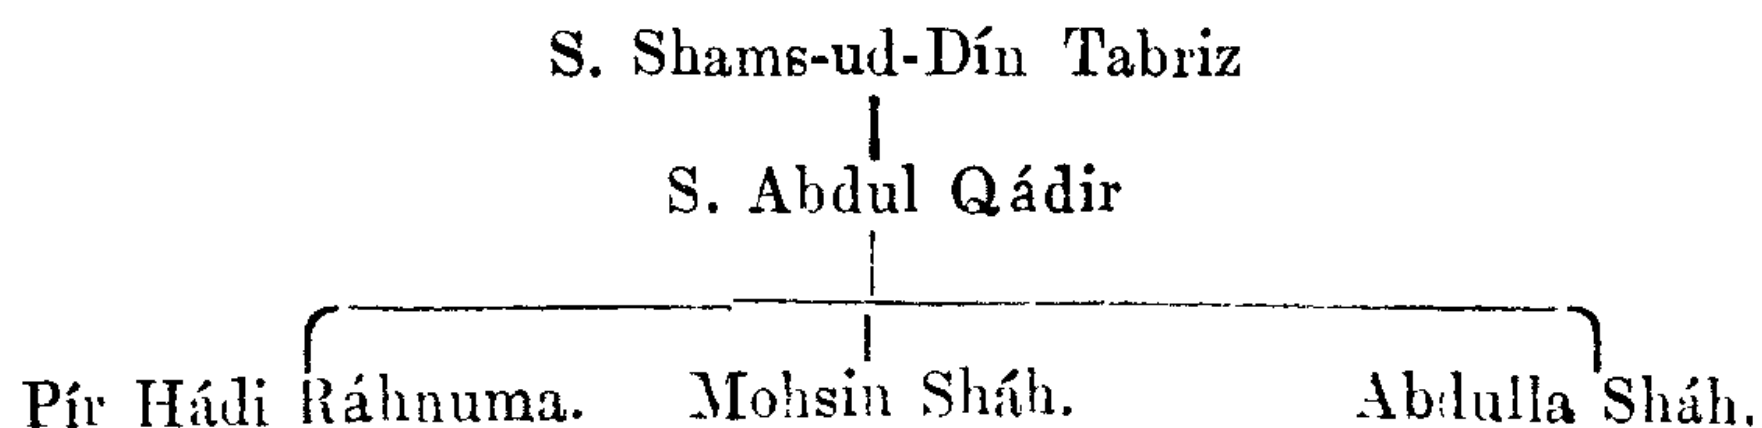 S. Shams-ud-Dín Tabriz
S. Abdul Qádir
Pír Hádi Ráhnuma. Mohsin Sháh. Abdulla Sháh.